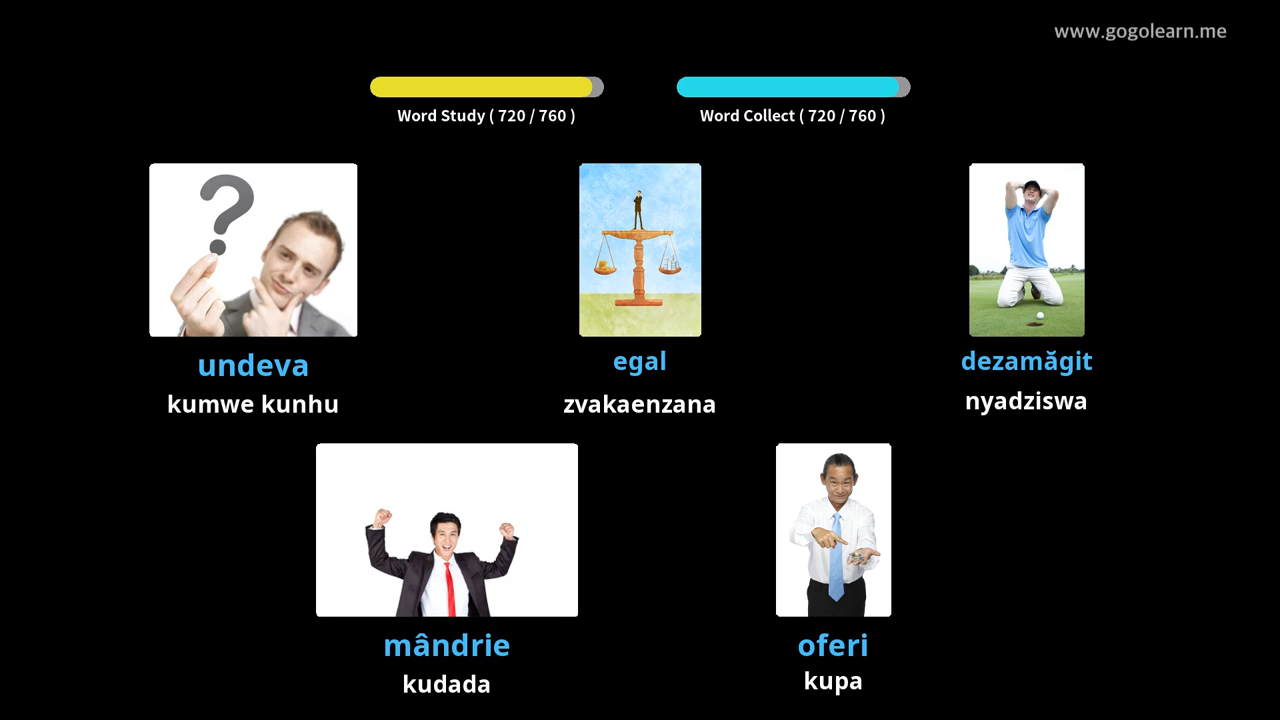 www.gogolearn.me
Word Study ( 720 / 760 )
Word Collect ( 720 / 760 )
undeva
kumwe kunhu
egal
zvakaenzana
dezamăgit
nyadziswa
mândrie
kudada
oferi
kupa